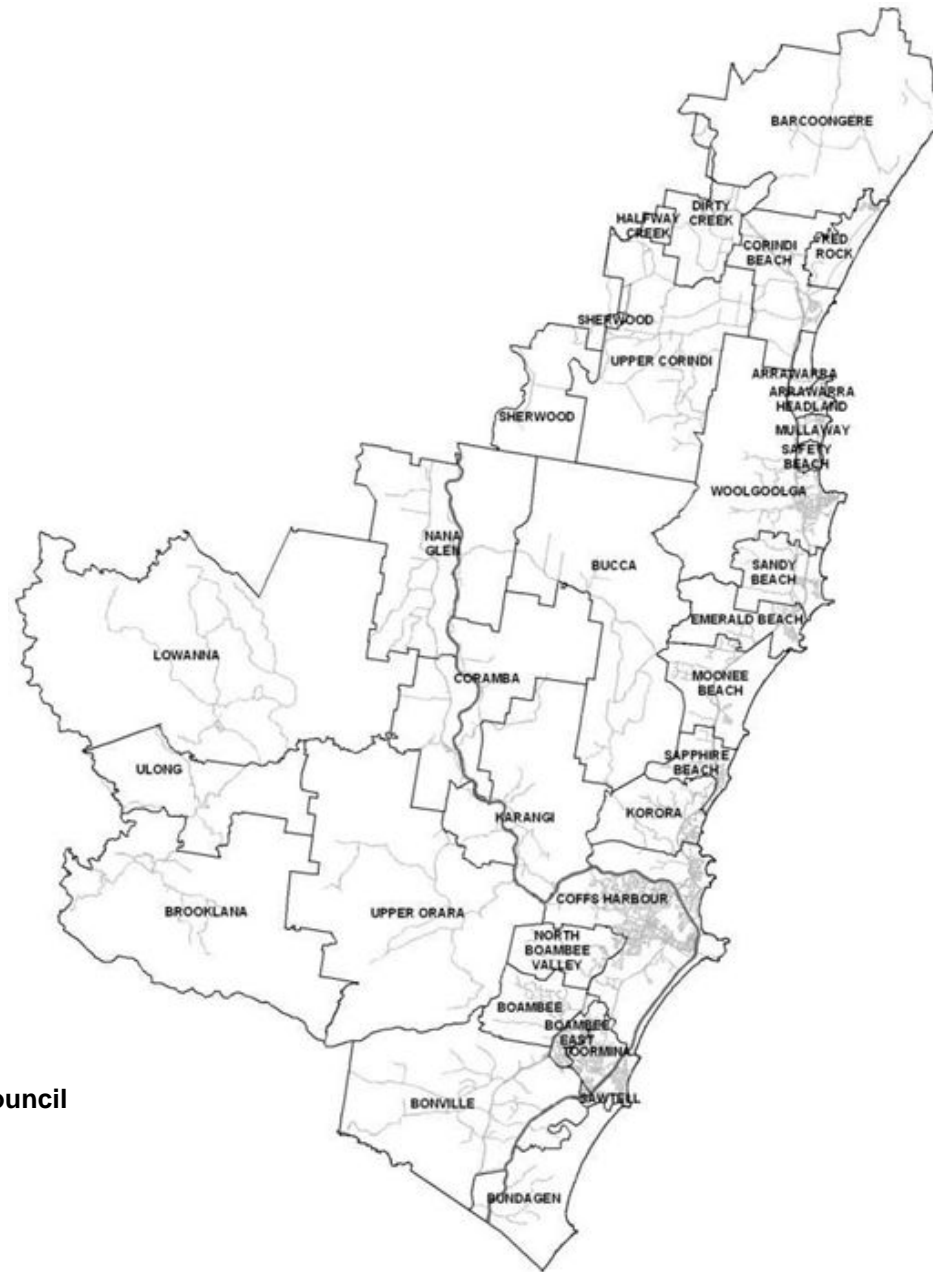 BARCOONGERE
DIRTY
CREEK
HALFWAY
CREEK
RED
ROCK
CORINDI
BEACH
SHERWOOD
UPPER CORINDI
ARRAWARRA
ARRAWARRA
HEADLAND
SHERWOOD
MULLAWAY
SAFETY
BEACH
WOOLGOOLGA
NANA
GLEN
BUCCA
SANDY
BEACH
EMERALD BEACH
LOWANNA
CORAMBA
MOONEE
BEACH
ULONG
SAPPHIRE
BEACH
KARANGI
KORORA
COFFS HARBOUR
BROOKLANA
UPPER ORARA
NORTH
BOAMBEE
VALLEY
BOAMBEE
BOAMBEE
EAST
TOORMINA
ouncil
BONVILLE
SAWTELL
BUNDAGEN